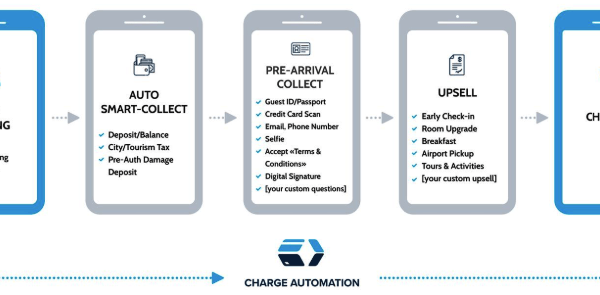 NG
ng
AUTO
SMART-COLLECT
Deposit/Balance
City/Tourism Tax
Pre-Auth Damage
Deposit
PRE-ARRIVAL
COLLECT
Guest ID/Passport
Credit Card Scan
Email, Phone Number
Selfie
Accept «Terms &
Conditions»
Digital Signature
[your custom questions]
UPSELL
Early Check-in
Room Upgrade
Breakfast
Airport Pickup
Tours & Activities
[your custom upsell]
CH
CHARGE AUTOMATION